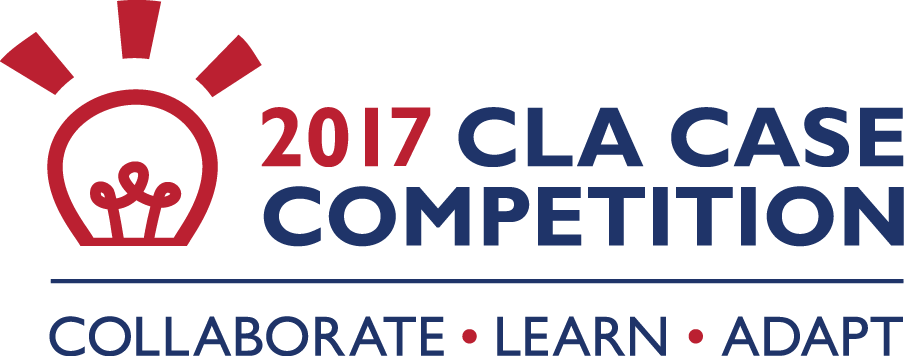 2017 CLA CASE
COMPETITION
COLLABORATE • LEARN • ADAPT